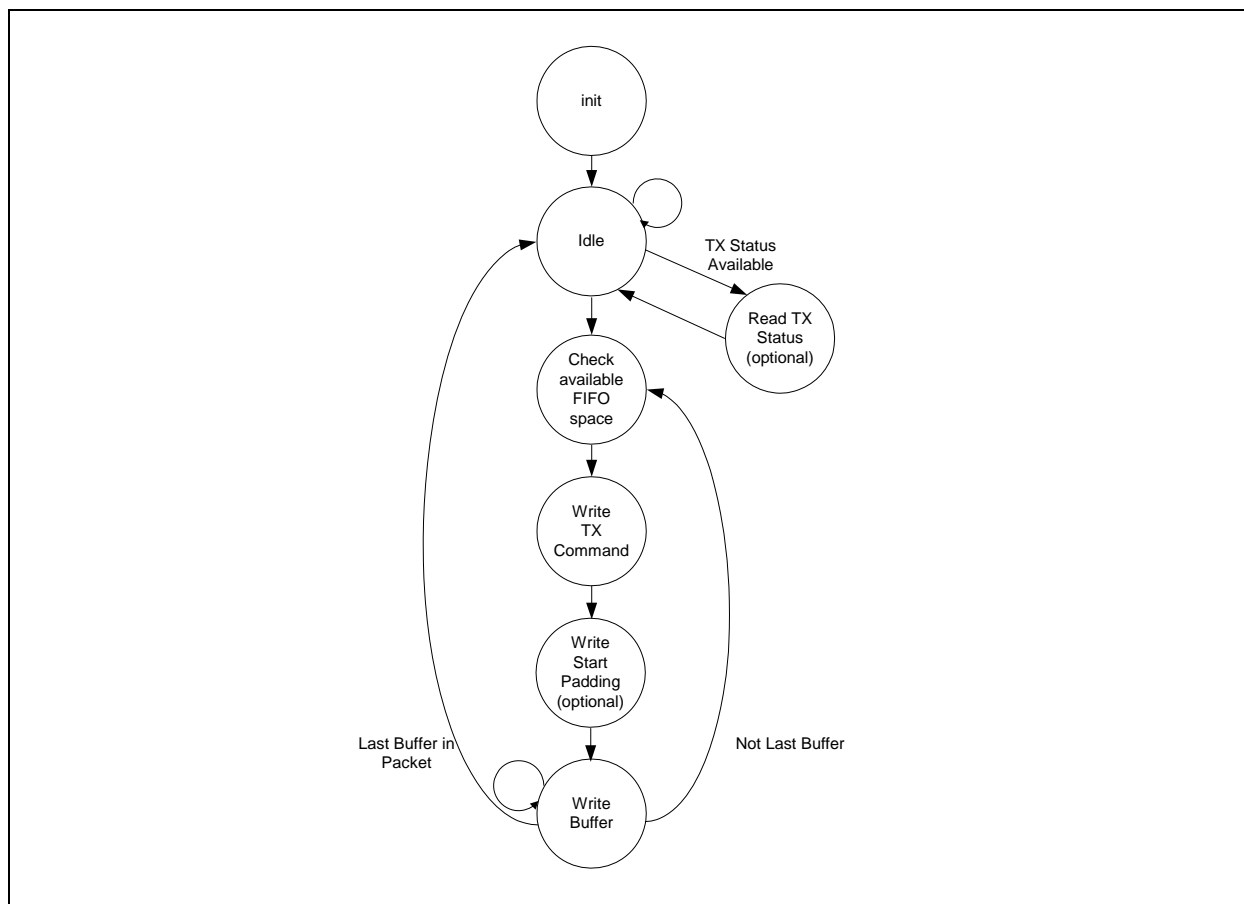 init
Idle
TX Status
Available
Read TX
Status
(optional)
Check
available
FIFO
space
Write
TX
Command
Write
Start
Padding
(optional)
Last Buffer in
Packet
Not Last Buffer
Write
Buffer